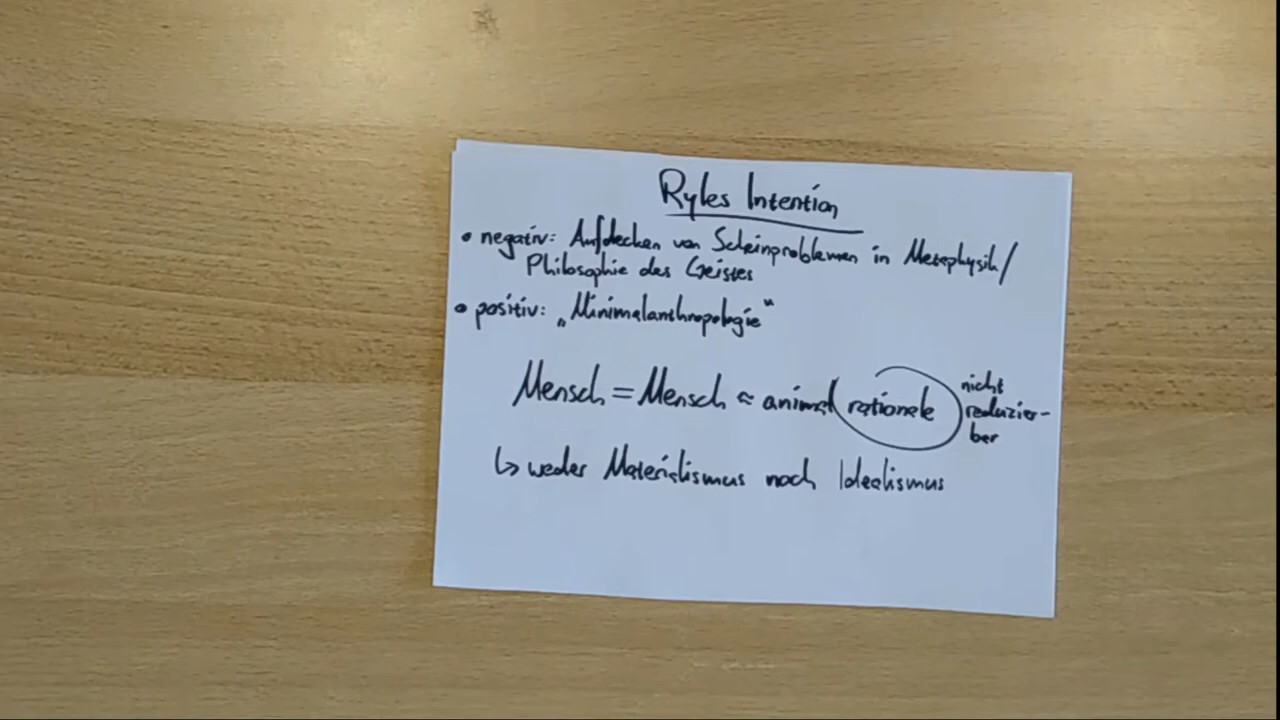 Ryles Intention
• negativ: Aufdecken von Scheinproblemen in Metaphysik/
Philosophie des Geistes
• positiv: „Minimalanthropologie“
Mensch = Mensch ≈ animal rationale nicht
reduzier-
bar
↳ weder Materialismus noch Idealismus